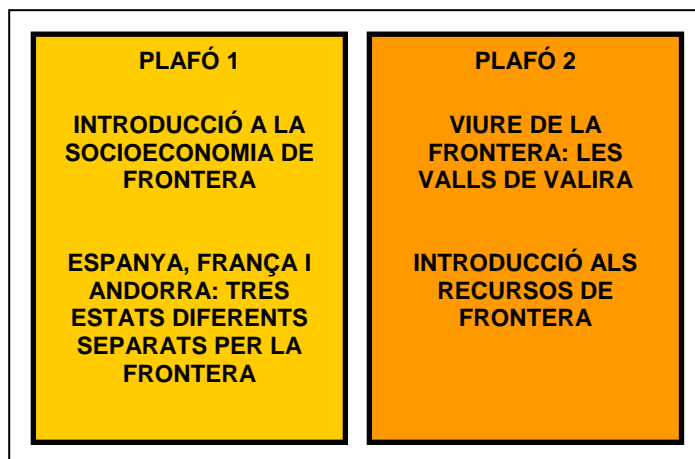 PLAFÓ 1
INTRODUCCIÓ A LA
SOCIOECONOMIA DE
FRONTERA
ESPANYA, FRANÇA I
ANDORRA: TRES
ESTATS DIFERENTS
SEPARATS PER LA
FRONTERA
PLAFÓ 2
VIURE DE LA
FRONTERA: LES
VALLS DE VALIRA
INTRODUCCIÓ ALS
RECURSOS DE
FRONTERA